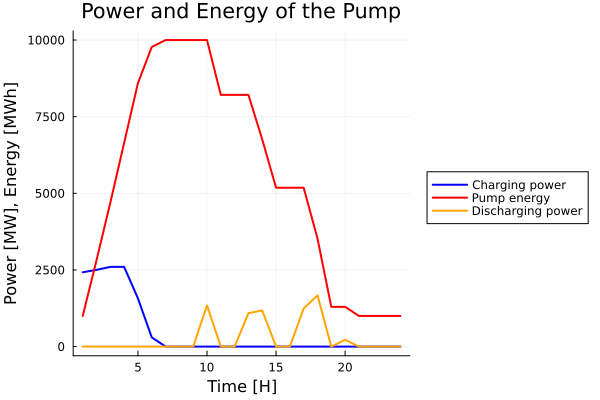 Power and Energy of the Pump
Power [MW], Energy [MWh]
10000
7500
5000
2500
0
5
10
15
20
Time [H]
Charging power
Pump energy
Discharging power